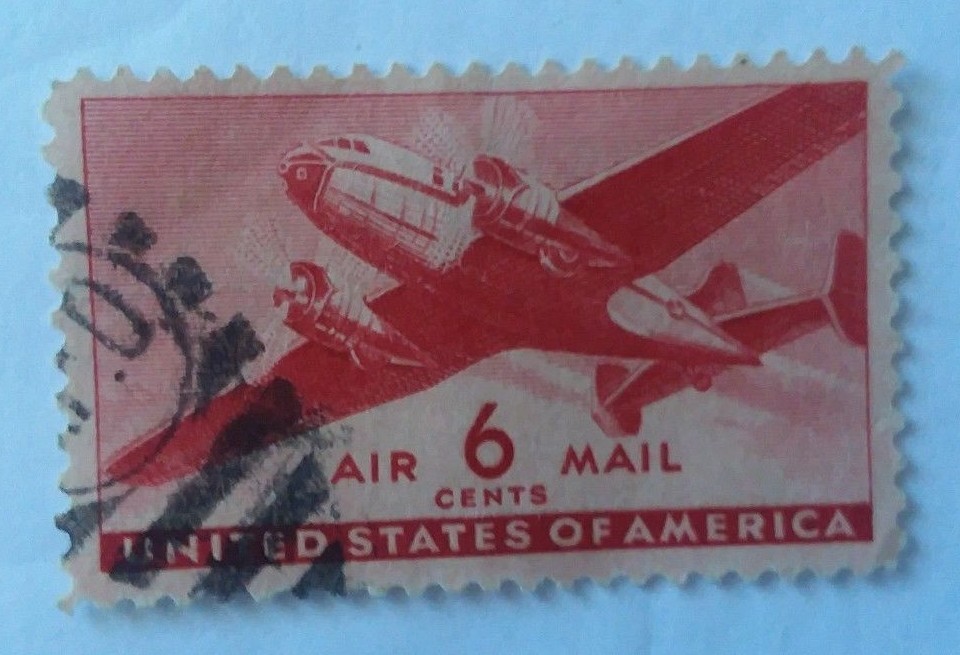 AIR 6 MAIL
CENTS
UNITED STATES OF AMERICA